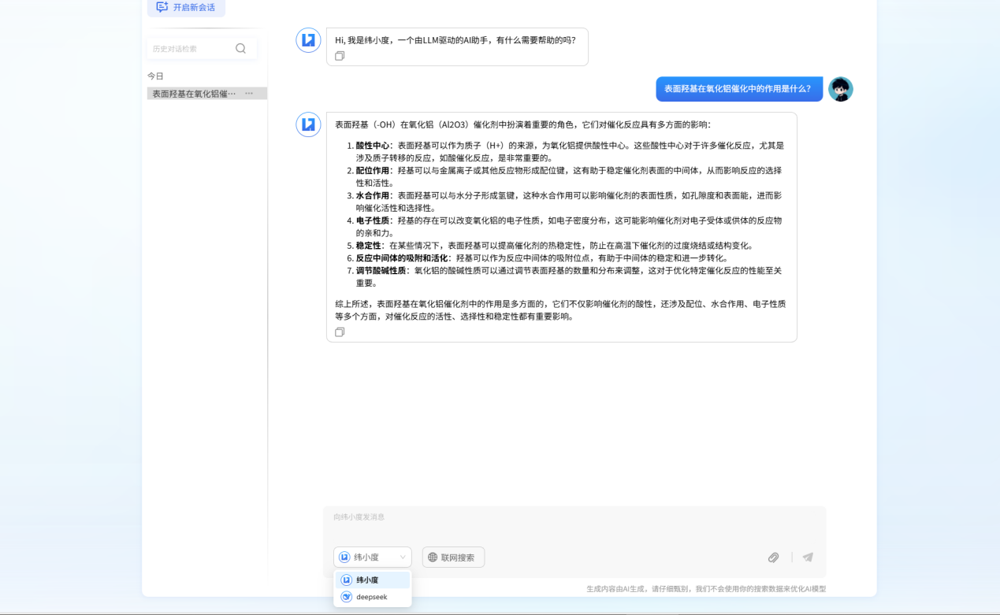 开启新会话
历史对话检索
今日
表面羟基在氧化铝催···
Hi, 我是纬小度，一个由LLM驱动的AI助手，有什么需要帮助的吗?
表面羟基在氧化铝催化中的作用是什么?
表面羟基（-OH）在氧化铝（Al2O3）催化剂中扮演着重要的角色，它们对催化反应具有多方面的影响：
1. 酸性中心：表面羟基可以作为质子（H+）的来源，为氧化铝提供酸性中心。这些酸性中心对于许多催化反应，尤其是
涉及质子转移的反应，如酸催化反应，是非常重要的。
2. 配位作用：羟基可以与金属离子或其他反应物形成配位键，这有助于稳定催化剂表面的中间体，从而影响反应的选择
性和活性。
3. 水合作用：表面羟基可以与水分子形成氢键，这种水合作用可以影响催化剂的表面性质，如孔隙度和表面能，进而影
响催化活性和选择性。
4. 电子性质：羟基的存在可以改变氧化铝的电子性质，如电子密度分布，这可能影响催化剂对电子受体或供体的反应物
的亲和力。
5. 稳定性：在某些情况下，表面羟基可以提高催化剂的热稳定性，防止在高温下催化剂的过度烧结或结构变化。
6. 反应中间体的吸附和活化：羟基可以作为反应中间体的吸附位点，有助于中间体的稳定和进一步转化。
7. 调节酸碱性质：氧化铝的酸碱性质可以通过调节表面羟基的数量和分布来调整，这对于优化特定催化反应的性能至关
重要。
综上所述，表面羟基在氧化铝催化剂中的作用是多方面的，它们不仅影响催化剂的酸性，还涉及配位、水合作用、电子性质
等多个方面，对催化反应的活性、选择性和稳定性都有重要影响。
向纬小度发消息
纬小度
联网搜索
纬小度
deepseek
生成内容由AI生成，请仔细甄别，我们不会使用你的搜索数据来优化AI模型